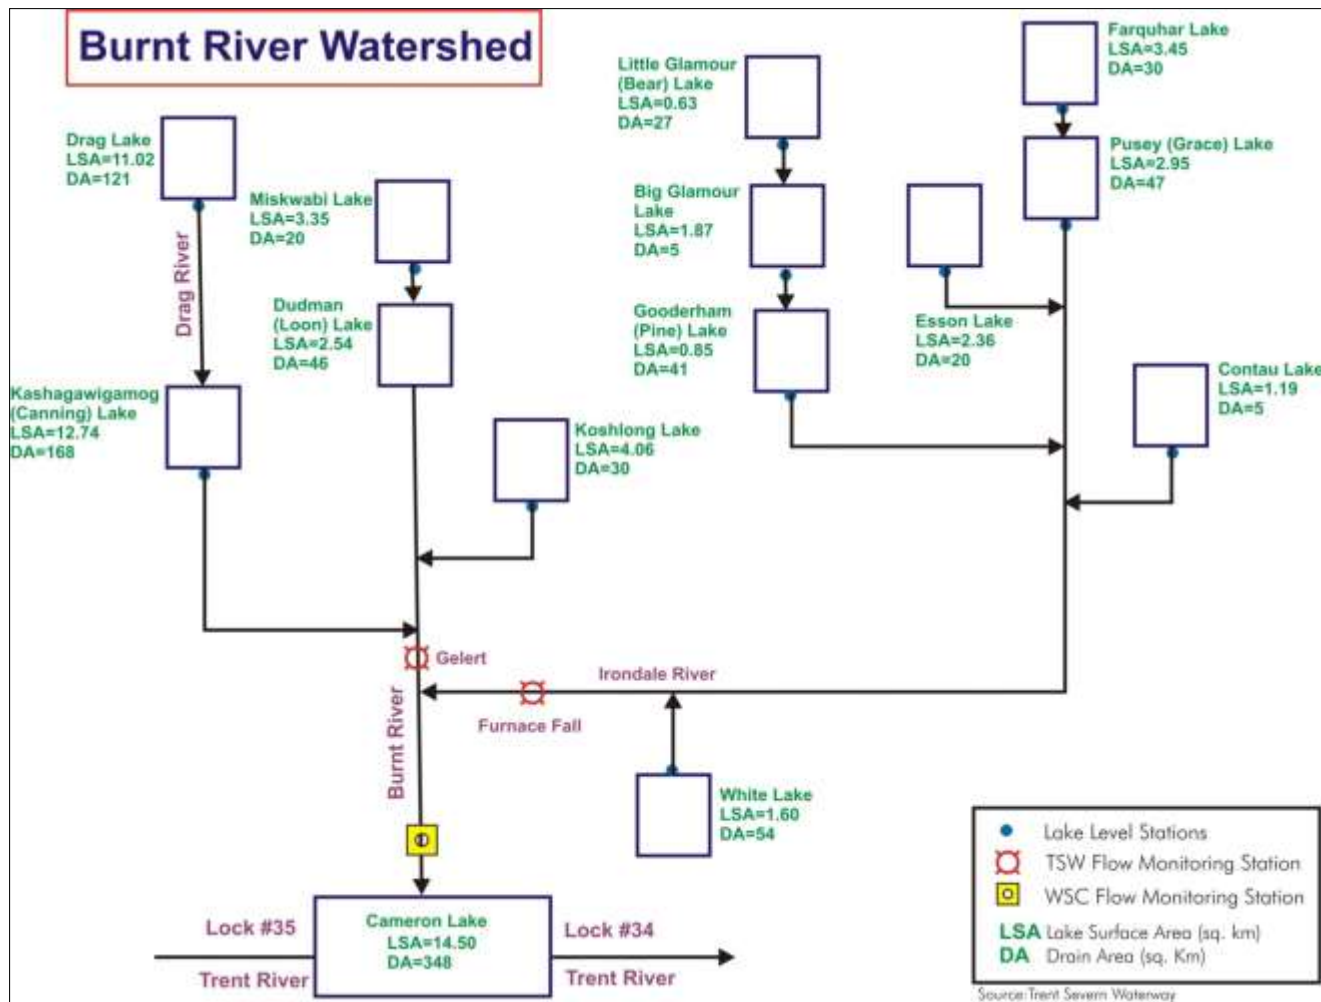 Burnt River Watershed
Farquhar Lake
LSA=3.45
DA=30
Little Glamour
(Bear) Lake
LSA=0.63
DA=27
Drag Lake
LSA=11.02
DA=121
Pusey (Grace) Lake
LSA=2.95
DA=47
Miskwabi Lake
LSA=3.35
DA=20
Big Glamour
Lake
LSA=1.87
DA=5
Drag River
Dudman
(Loon) Lake
LSA=2.54
DA=46
Gooderham
(Pine) Lake
LSA=0.85
DA=41
Esson Lake
LSA=2.36
DA=20
Contau Lake
LSA=1.19
DA=5
Kashagawigamog
(Canning) Lake
LSA=12.74
DA=168
Koshlong Lake
LSA=4.06
DA=30
Gelert
Irondale River
Furnace Fall
Burnt River
White Lake
LSA=1.60
DA=54
Lake Level Stations
TSW Flow Monitoring Station
WSC Flow Monitoring Station
LSA Lake Surface Area (sq. km)
DA Drain Area (sq. Km)
Source:Trent Severn Waterway
Lock #35
Trent River
Cameron Lake
LSA=14.50
DA=348
Lock #34
Trent River